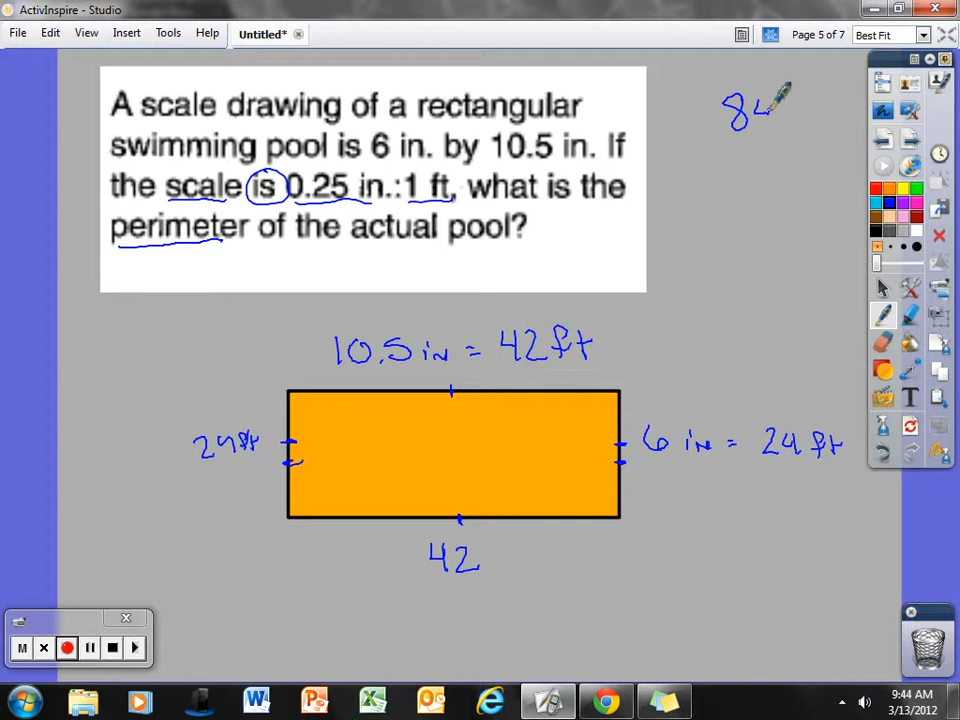 ActivInspire - Studio
File Edit View Insert Tools Help Untitled* Page 5 of 7 Best Fit
A scale drawing of a rectangular
swimming pool is 6 in. by 10.5 in. If
the scale is 0.25 in.:1 ft, what is the
perimeter of the actual pool?
84
10.5 in = 42 ft
24 ft
6 in = 24 ft
42
M
9:44 AM
3/13/2012